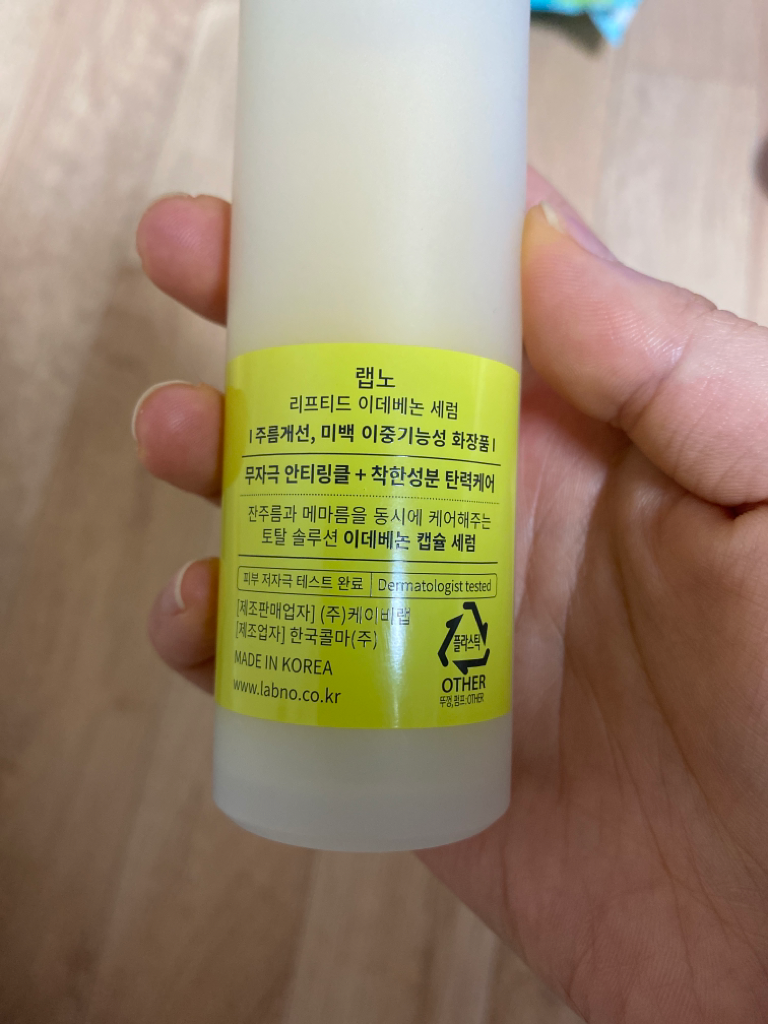 랩노
리프티드 이데베논 세럼
I 주름개선, 미백 이중기능성 화장품 I
무자극 안티링클 + 착한성분 탄력케어
잔주름과 메마름을 동시에 케어해주는
토탈 솔루션 이데베논 캡슐 세럼
피부 저자극 테스트 완료 Dermatologist tested
[제조판매업자] (주)케이비랩
[제조업자] 한국콜마(주)
MADE IN KOREA
www.labno.co.kr
플라스틱
OTHER
뚜껑,펌프:OTHER